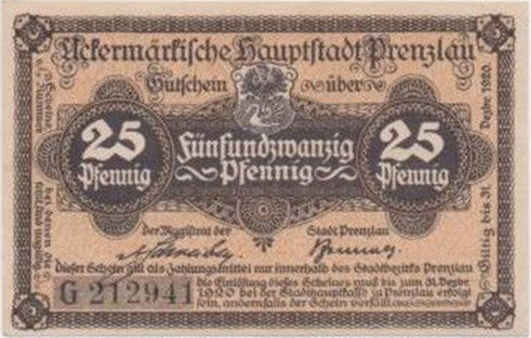 Uckermärkische Hauptstadt Prenzlau
Gutschein über
25
Pfennig
Fünfundzwanzig
Pfennig
25
Pfennig
Der Magistrat der Stadt Prenzlau
Dieser Schein gilt als Zahlungsmittel nur innerhalb des Stadtbezirks Prenzlau
die Einlösung dieses Scheines muß bis zum 31. Dezbr
1920 bei der Stadthauptkasse zu Prenzlau erfolgt
sein, andernfalls der Schein verfällt
G 212941
Giltig bis 31. Dezbr 1920